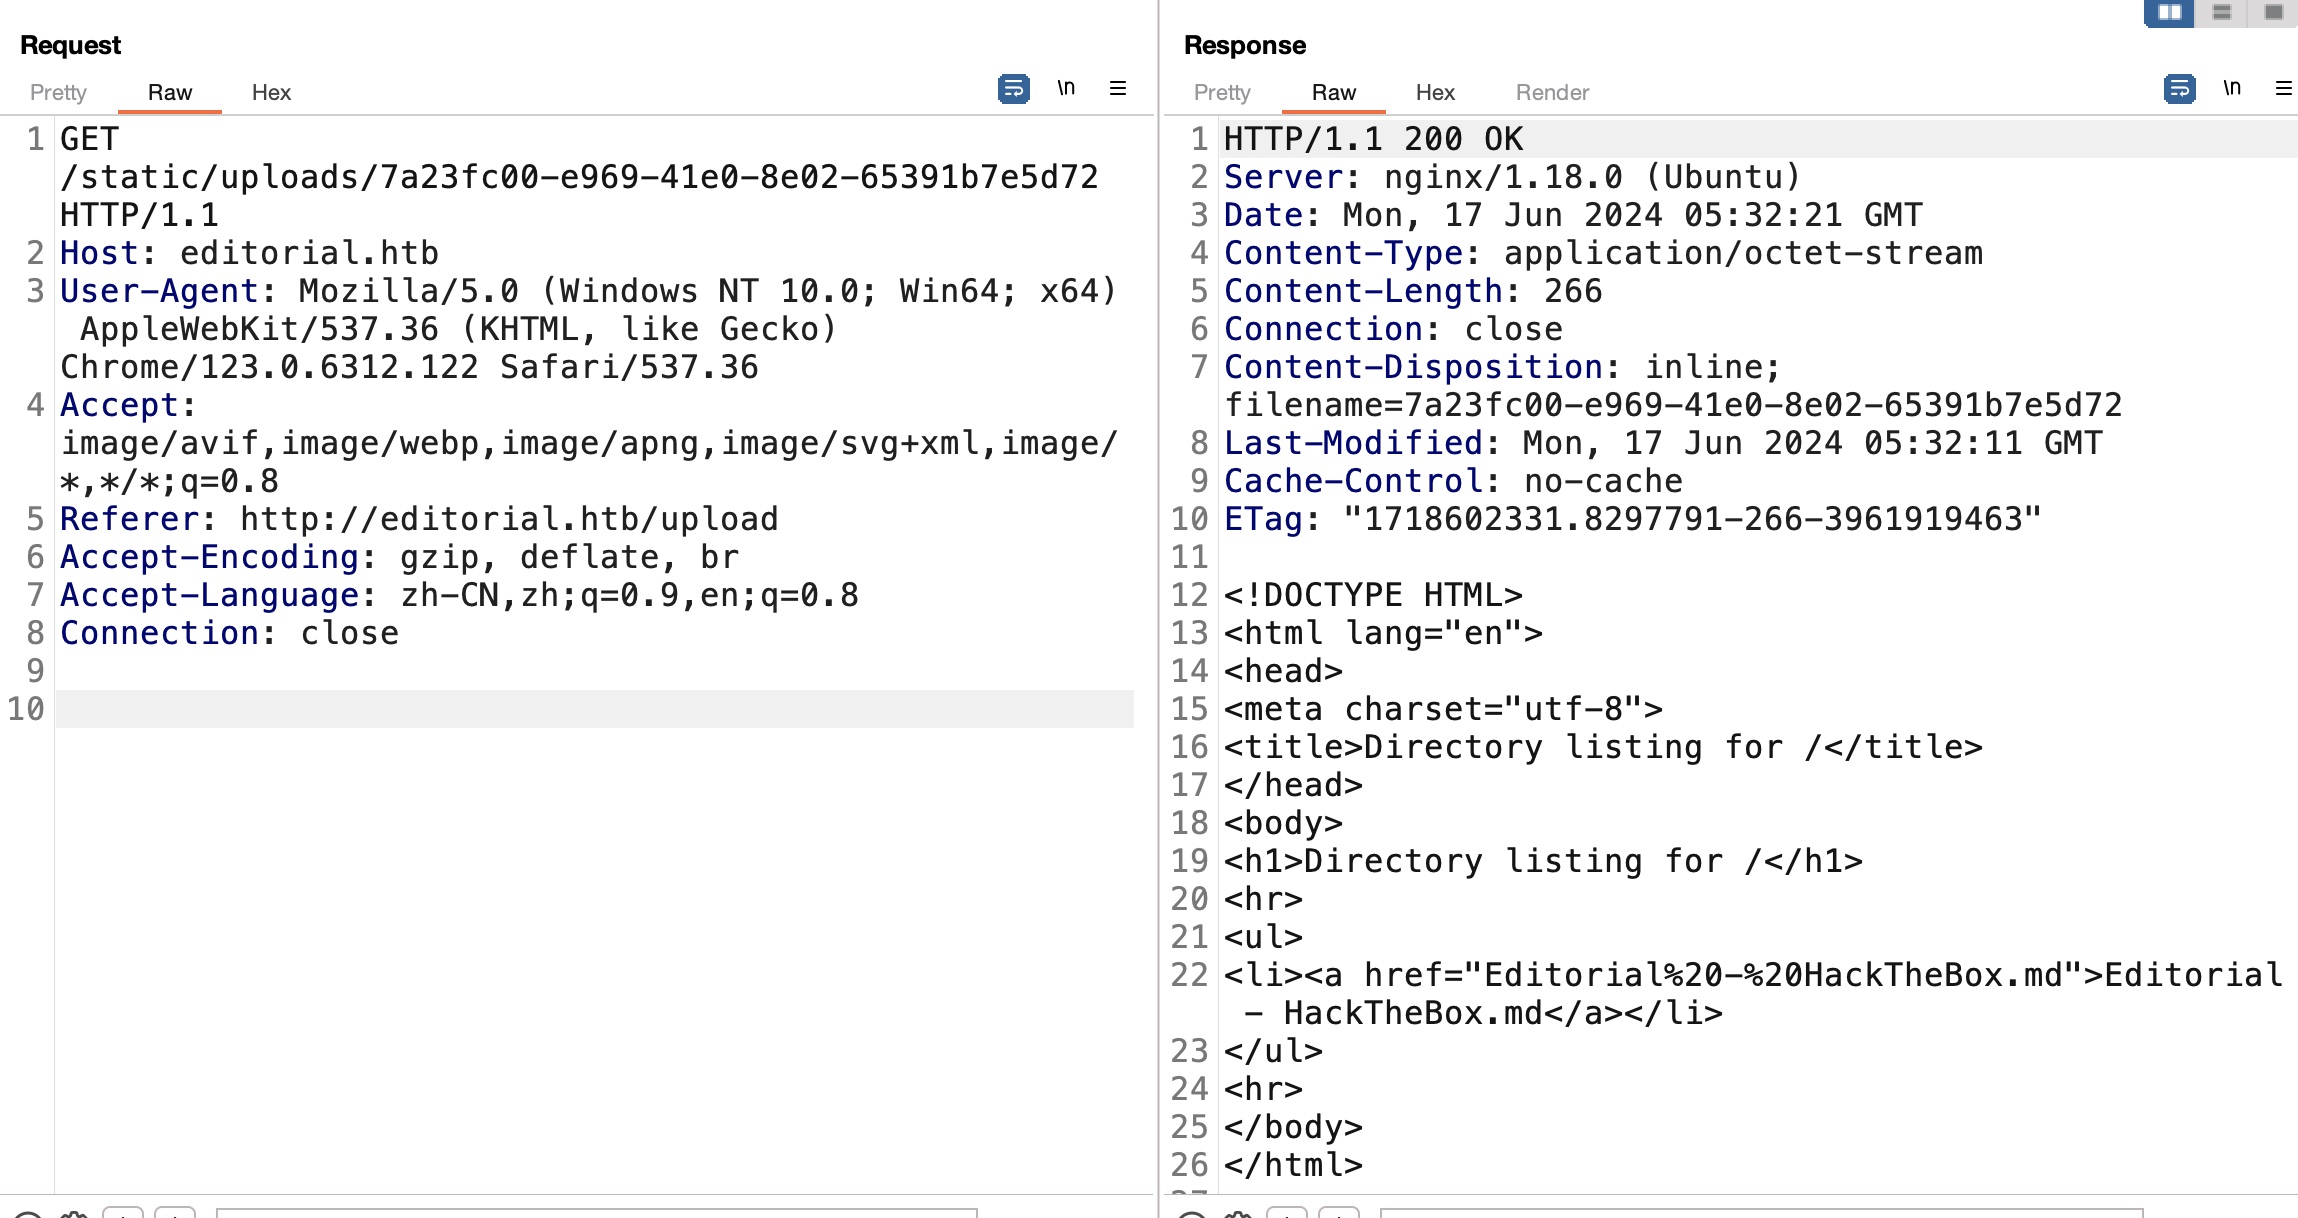 Request
Pretty Raw Hex
\n
1 GET
/static/uploads/7a23fc00-e969-41e0-8e02-65391b7e5d72
HTTP/1.1
2 Host: editorial.htb
3 User-Agent: Mozilla/5.0 (Windows NT 10.0; Win64; x64)
AppleWebKit/537.36 (KHTML, like Gecko)
Chrome/123.0.6312.122 Safari/537.36
4 Accept:
image/avif,image/webp,image/apng,image/svg+xml,image/
*,*/*;q=0.8
5 Referer: http://editorial.htb/upload
6 Accept-Encoding: gzip, deflate, br
7 Accept-Language: zh-CN,zh;q=0.9,en;q=0.8
8 Connection: close
9
10
Response
Pretty Raw Hex Render
\n
1 HTTP/1.1 200 OK
2 Server: nginx/1.18.0 (Ubuntu)
3 Date: Mon, 17 Jun 2024 05:32:21 GMT
4 Content-Type: application/octet-stream
5 Content-Length: 266
6 Connection: close
7 Content-Disposition: inline;
filename=7a23fc00-e969-41e0-8e02-65391b7e5d72
8 Last-Modified: Mon, 17 Jun 2024 05:32:11 GMT
9 Cache-Control: no-cache
10 ETag: "1718602331.8297791-266-3961919463"
11
12 <!DOCTYPE HTML>
13 <html lang="en">
14 <head>
15 <meta charset="utf-8">
16 <title>Directory listing for /</title>
17 </head>
18 <body>
19 <h1>Directory listing for /</h1>
20 <hr>
21 <ul>
22 <li><a href="Editorial%20-%20HackTheBox.md">Editorial
- HackTheBox.md</a></li>
23 </ul>
24 <hr>
25 </body>
26 </html>